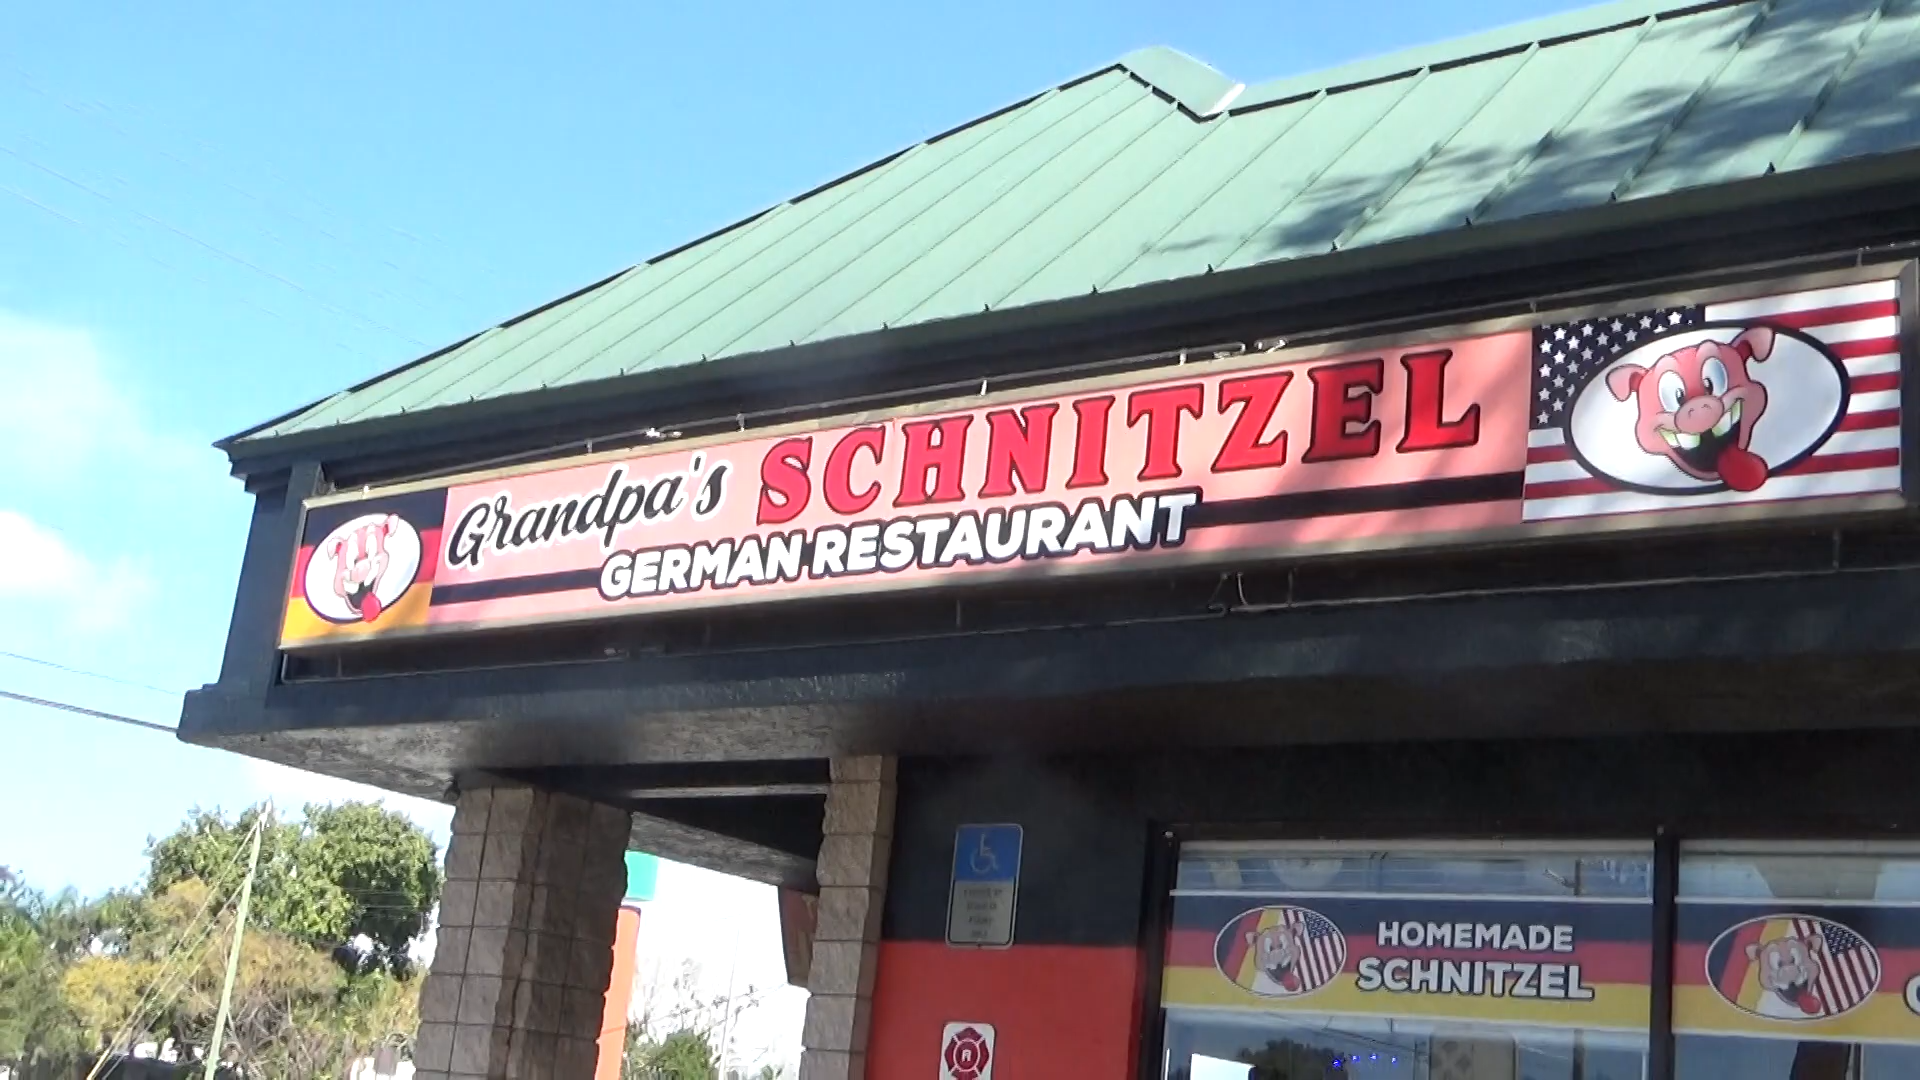 Grandpa's SCHNITZEL
GERMAN RESTAURANT
HOMEMADE
SCHNITZEL
R